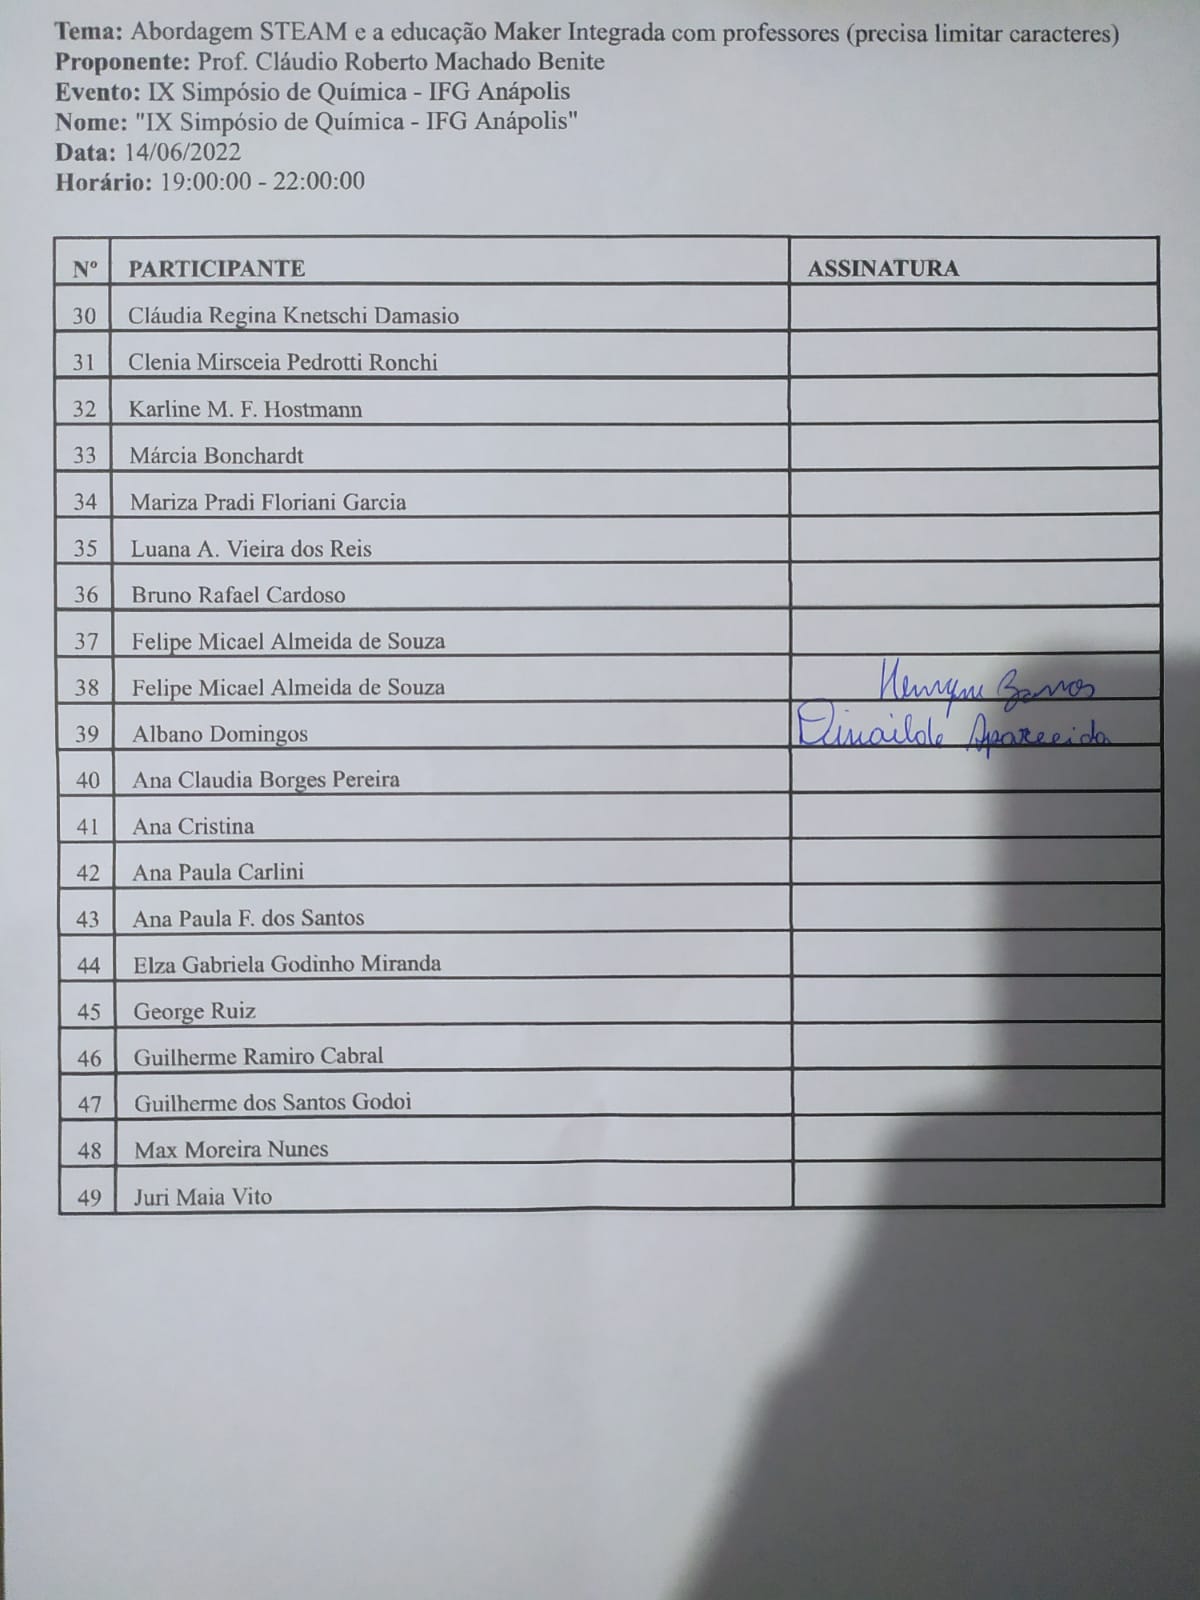 Tema: Abordagem STEAM e a educação Maker Integrada com professores (precisa limitar caracteres)
Proponente: Prof. Cláudio Roberto Machado Benite
Evento: IX Simpósio de Química - IFG Anápolis
Nome: "IX Simpósio de Química - IFG Anápolis"
Data: 14/06/2022
Horário: 19:00:00 - 22:00:00
Nº PARTICIPANTE ASSINATURA
30 Cláudia Regina Knetschi Damasio
31 Clenia Mirsceia Pedrotti Ronchi
32 Karline M. F. Hostmann
33 Márcia Bonchardt
34 Mariza Pradi Floriani Garcia
35 Luana A. Vieira dos Reis
36 Bruno Rafael Cardoso
37 Felipe Micael Almeida de Souza
38 Felipe Micael Almeida de Souza Henryque Barros
39 Albano Domingos Aparecida
40 Ana Claudia Borges Pereira
41 Ana Cristina
42 Ana Paula Carlini
43 Ana Paula F. dos Santos
44 Elza Gabriela Godinho Miranda
45 George Ruiz
46 Guilherme Ramiro Cabral
47 Guilherme dos Santos Godoi
48 Max Moreira Nunes
49 Juri Maia Vito